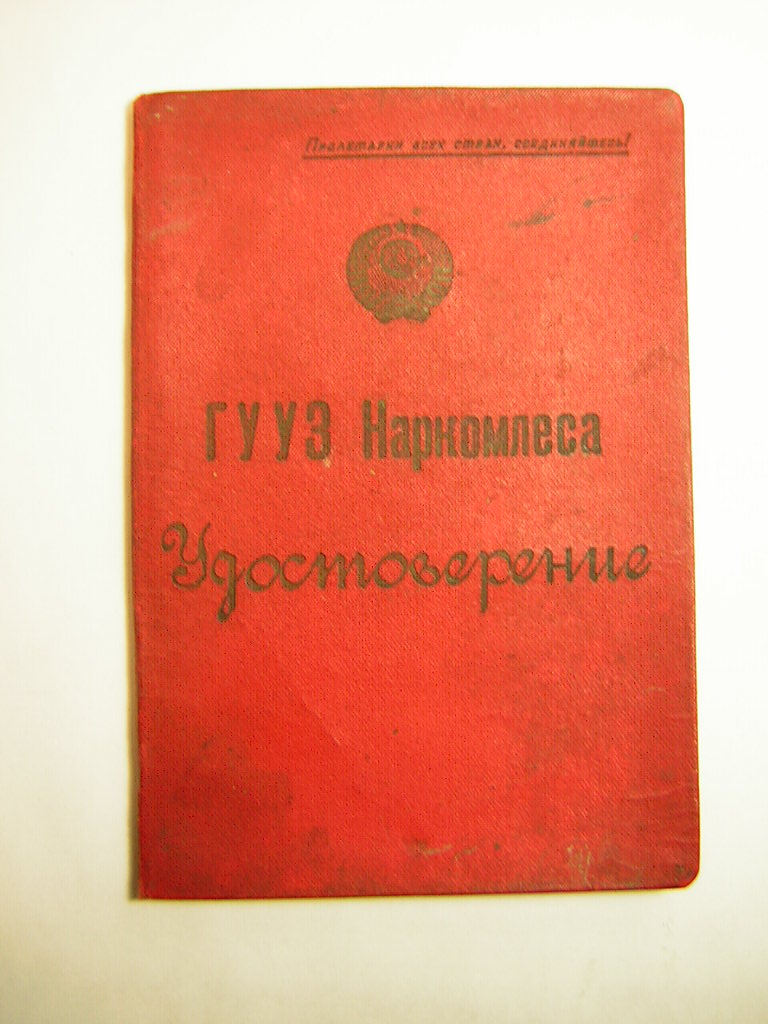 Пролетарии всех стран, соединяйтесь!
ГУУЗ Наркомлеса
Удостоверение